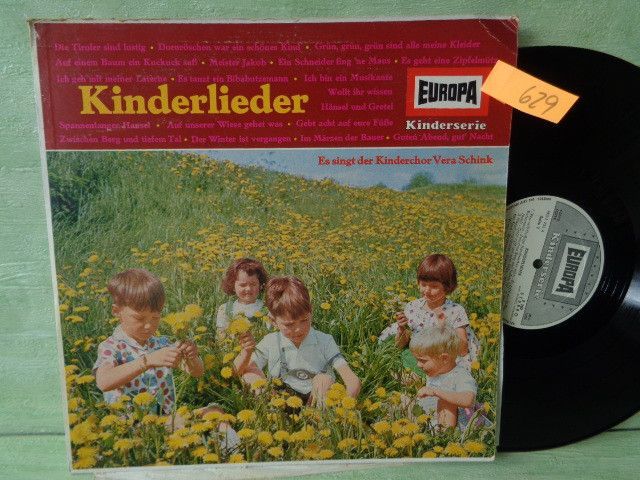 Die Tiroler sind lustig • Dornröschen war ein schönes Kind • Grün, grün, grün sind alle meine Kleider
Auf einem Baum ein Kuckuck saß • Meister Jakob • Ein Schneider fing 'ne Maus • Es geht eine Zipfelmütz
Ich geh' mit meiner Laterne • Es tanzt ein Bibabutzemann • Ich bin ein Musikante
Wollt ihr wissen
Kinderlieder
Hänsel und Gretel
EUROPA
629
Spannenlanger Hansel • Auf unserer Wiese gehet was • Gebt acht auf eure Füße
Kinderserie
Zwischen Berg und tiefem Tal • Der Winter ist vergangen • Im Märzen der Bauer • Guten Abend, gut' Nacht
Es singt der Kinderchor Vera Schink
EUROPA
Kinderserie